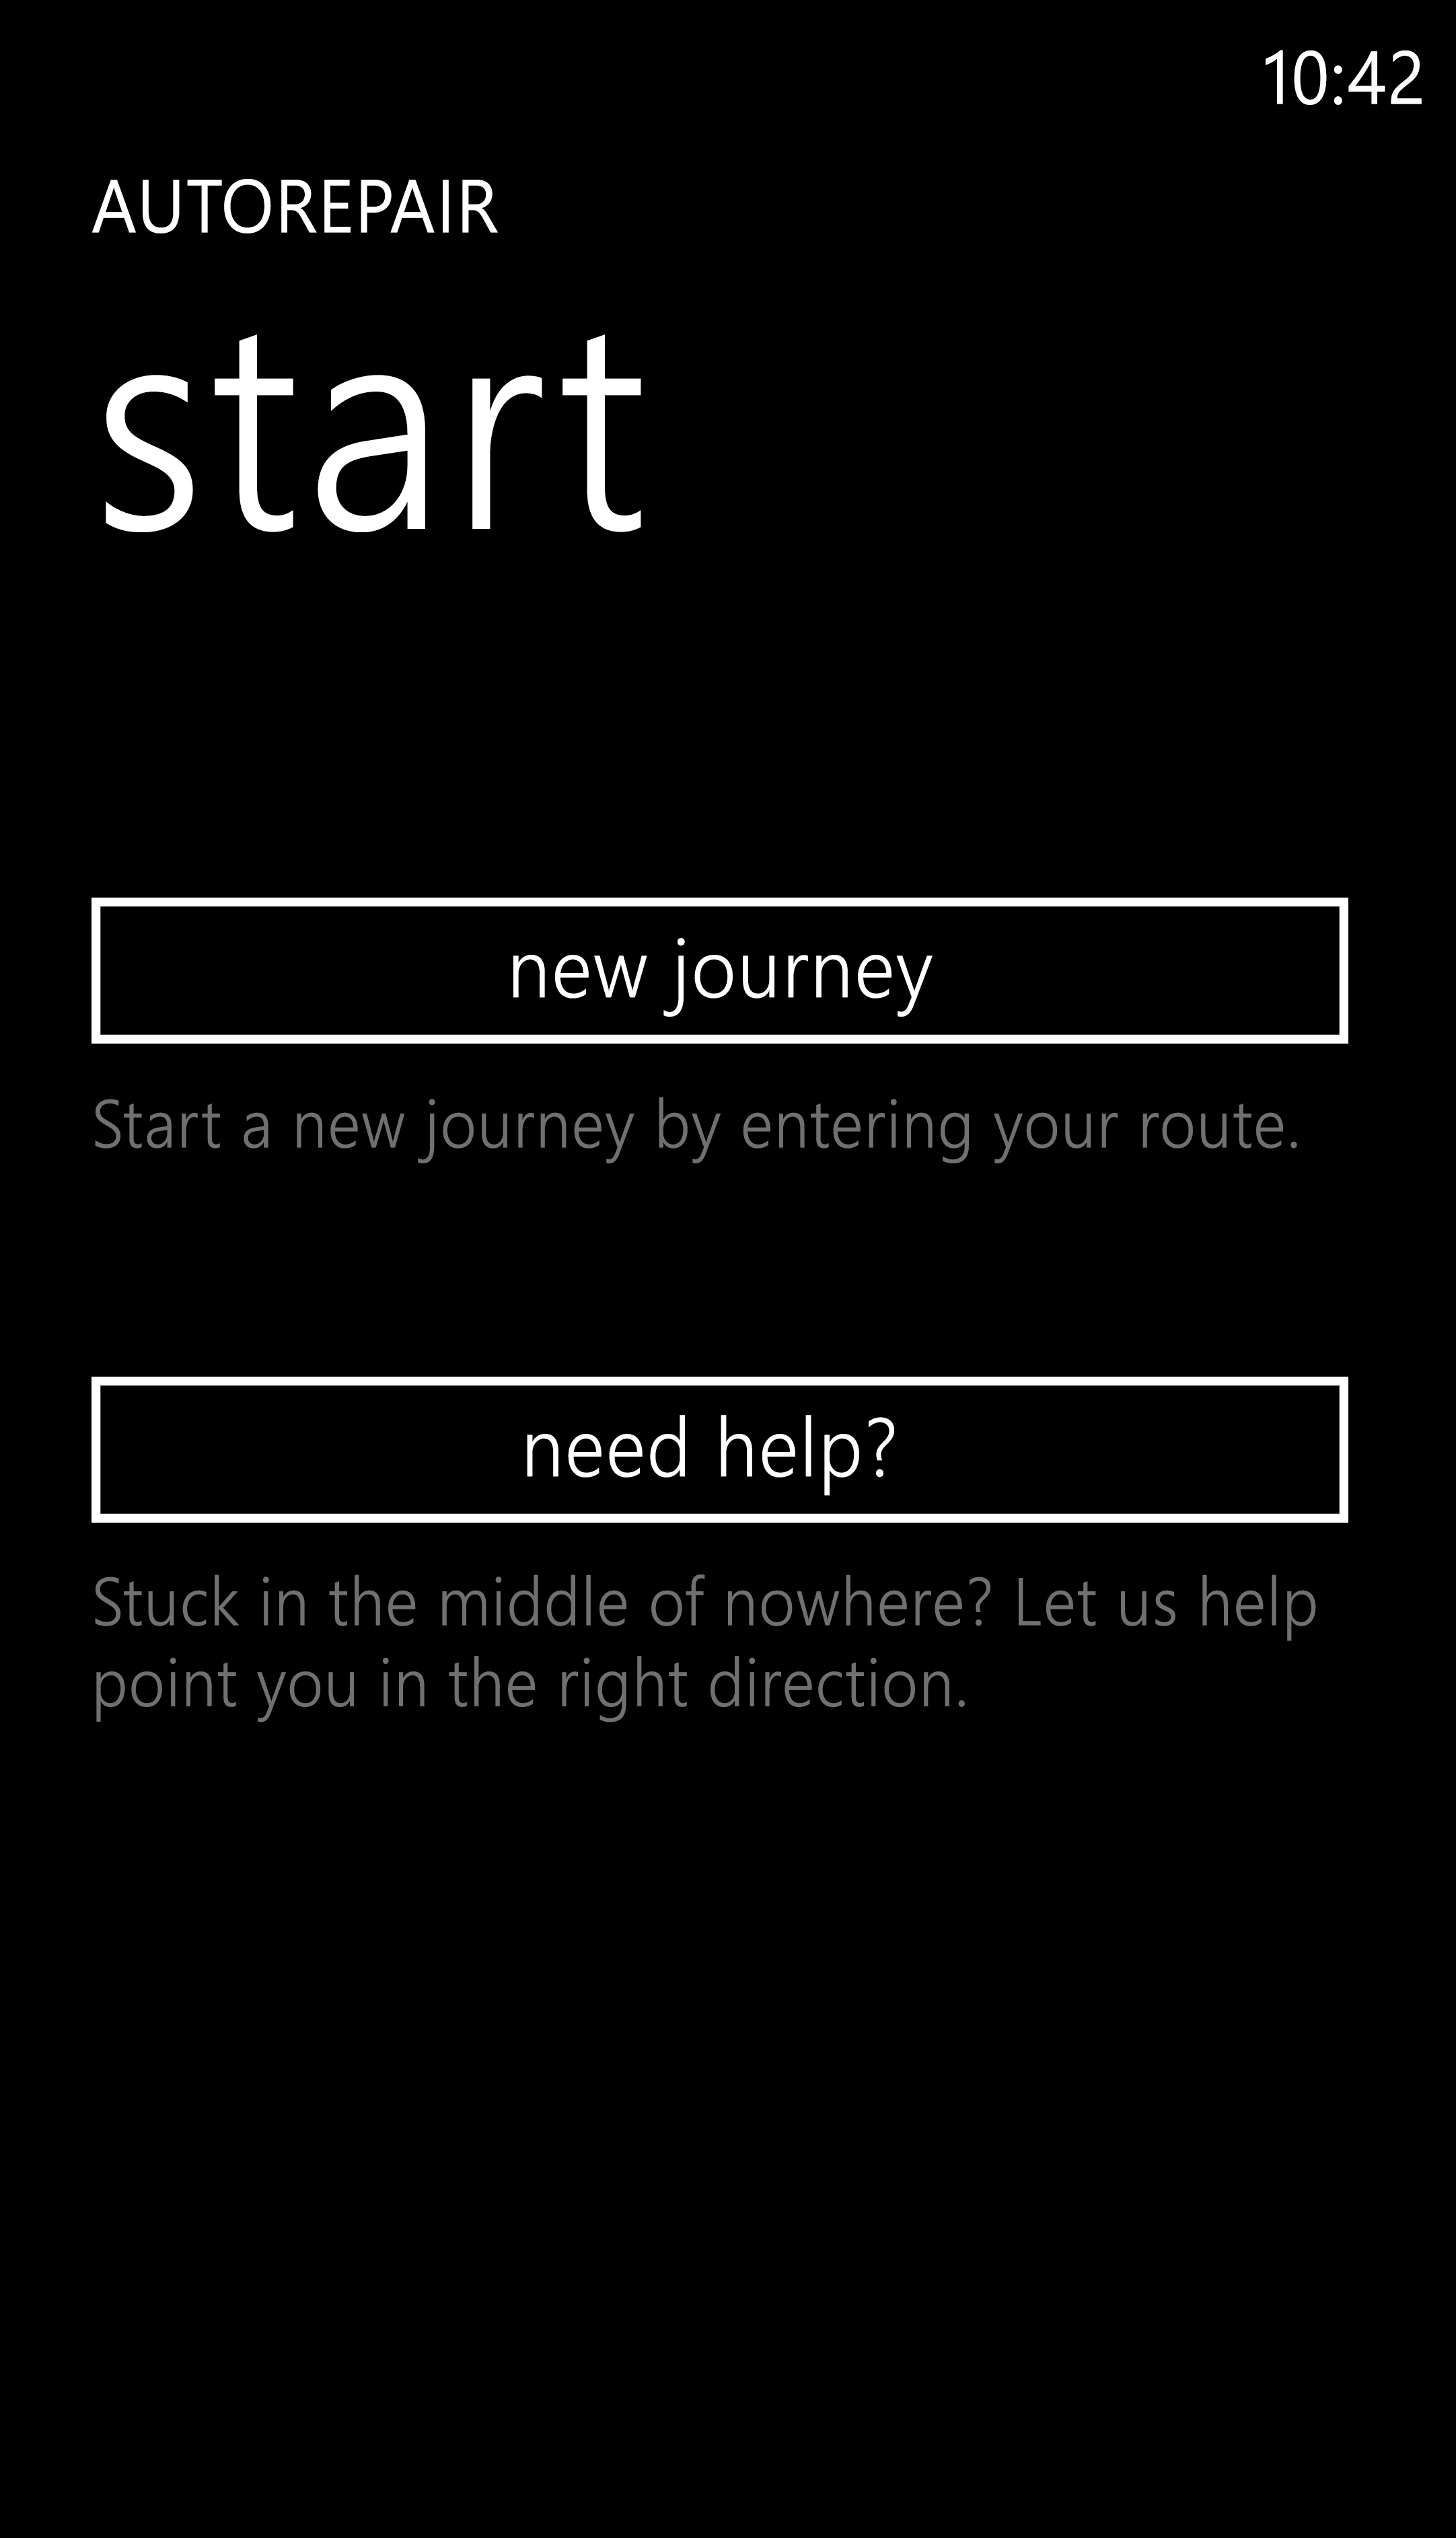 10:42
AUTOREPAIR
start
new journey
Start a new journey by entering your route.
need help?
Stuck in the middle of nowhere? Let us help
point you in the right direction.